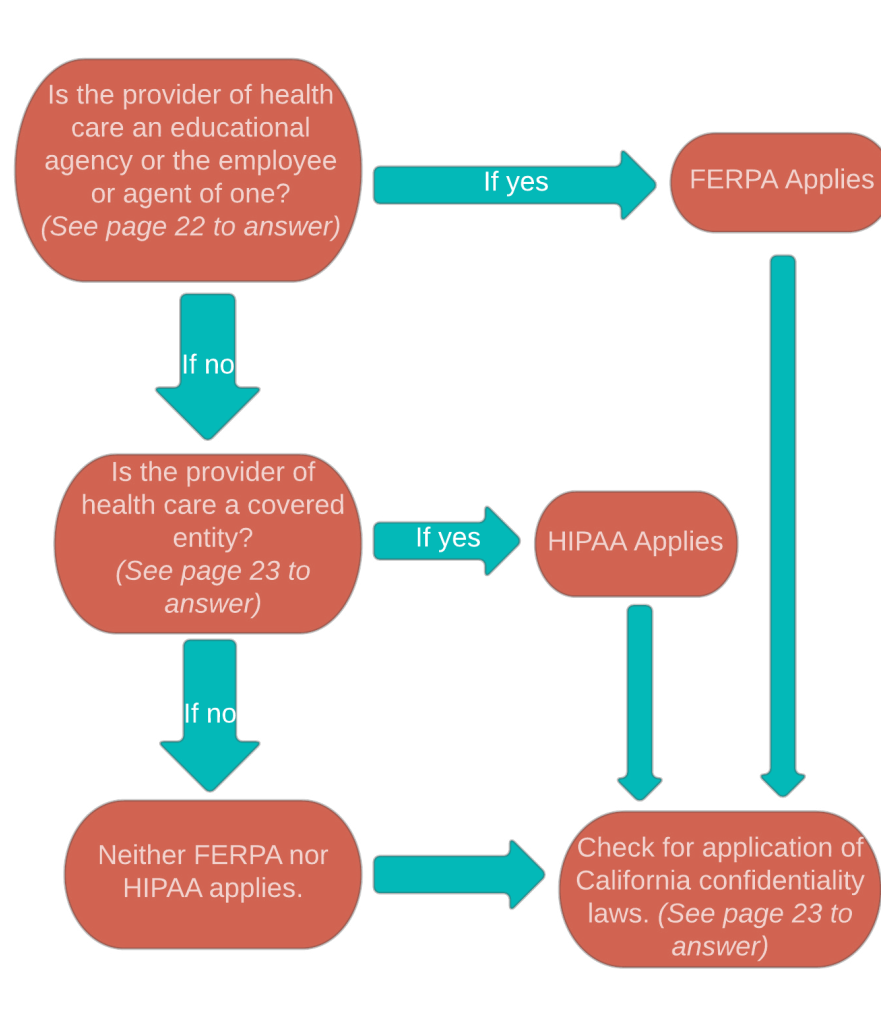 Is the provider of health
care an educational
agency or the employee
or agent of one?
(See page 22 to answer)
If yes
FERPA Applies
If no
Is the provider of
health care a covered
entity?
(See page 23 to
answer)
If yes
HIPAA Applies
If no
Neither FERPA nor
HIPAA applies.
Check for application of
California confidentiality
laws. (See page 23 to
answer)